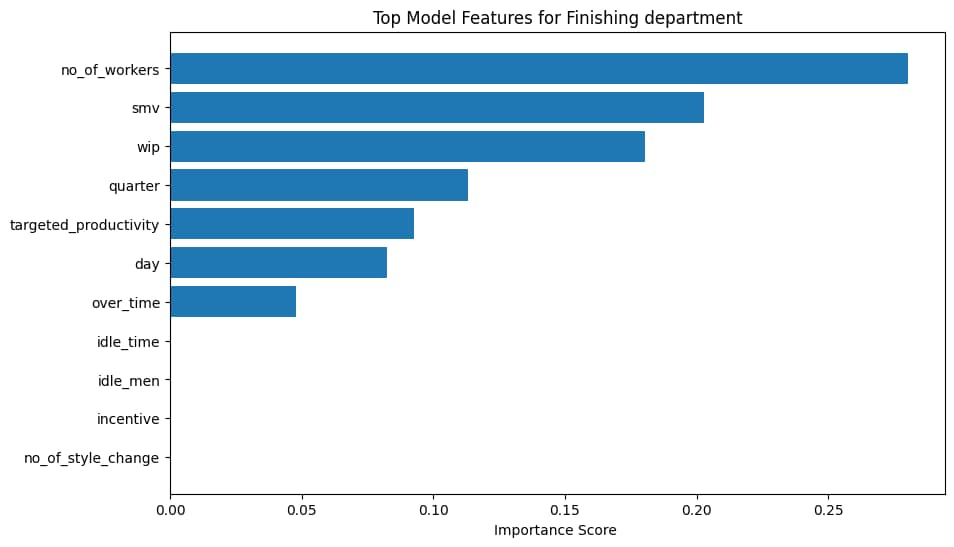 Top Model Features for Finishing department
no_of_workers
smv
wip
quarter
targeted_productivity
day
over_time
idle_time
idle_men
incentive
no_of_style_change
0.00 0.05 0.10 0.15 0.20 0.25
Importance Score